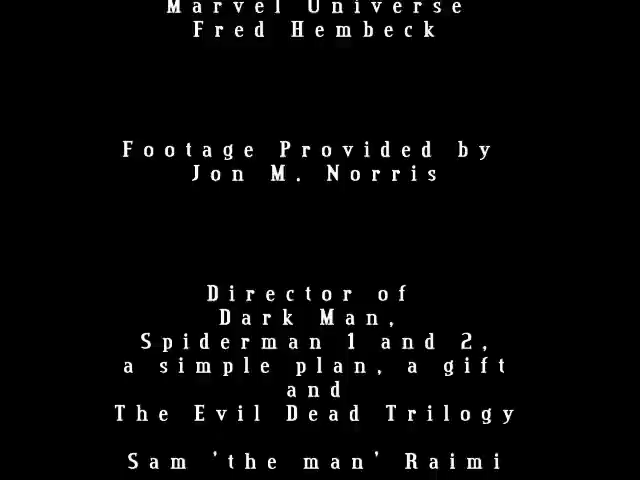 Marvel Universe
Fred Hembeck
Footage Provided by
Jon M. Norris
Director of
Dark Man,
Spiderman 1 and 2,
a simple plan, a gift
and
The Evil Dead Trilogy
Sam 'the man' Raimi